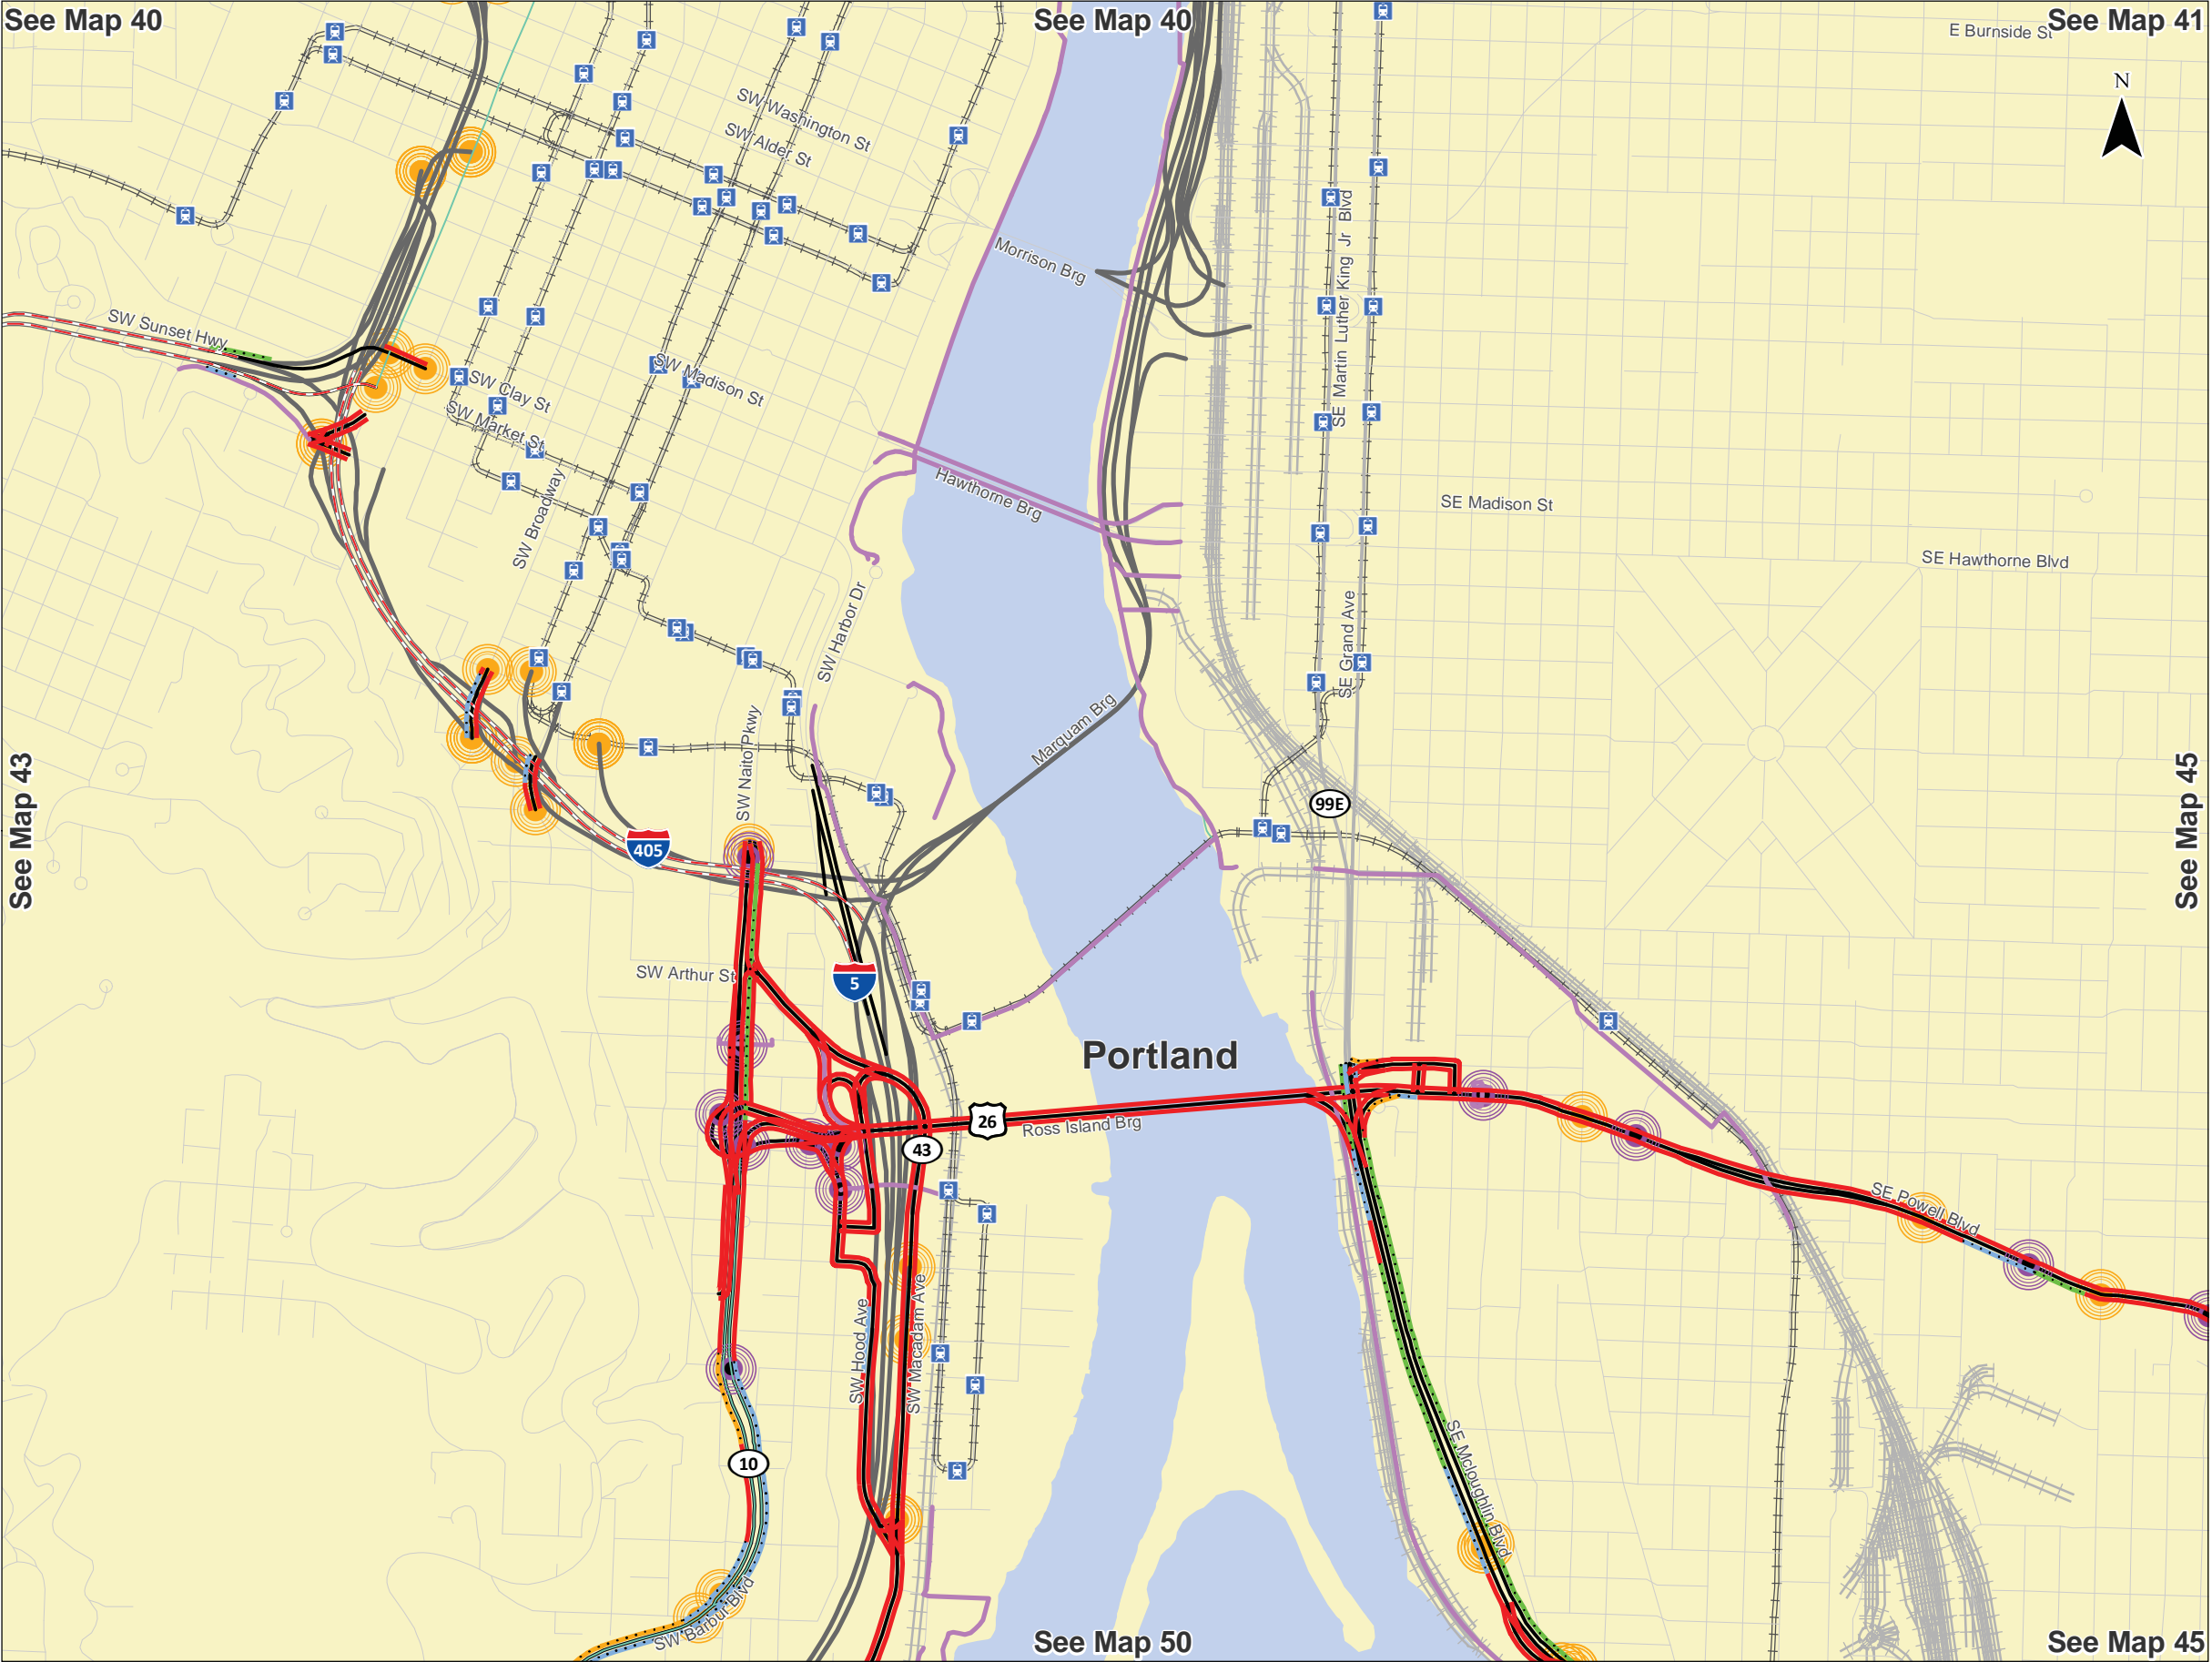 See Map 40
See Map 40
See Map 41
E Burnside St
N
SW Washington St
SW Alder St
Morrison Brg
SE Martin Luther King Jr Blvd
SW Sunset Hwy
SW Clay St
SW Madison St
SW Market St
SW Broadway
Hawthorne Brg
SE Madison St
SE Hawthorne Blvd
SW Harbor Dr
SE Grand Ave
Marquam Brg
SW Naito Pkwy
See Map 43
See Map 45
99E
405
SW Arthur St
5
Portland
26
Ross Island Brg
43
SE Powell Blvd
SW Hood Ave
SW Macadam Ave
10
SE Mcloughlin Blvd
SW Barbur Blvd
See Map 50
See Map 45